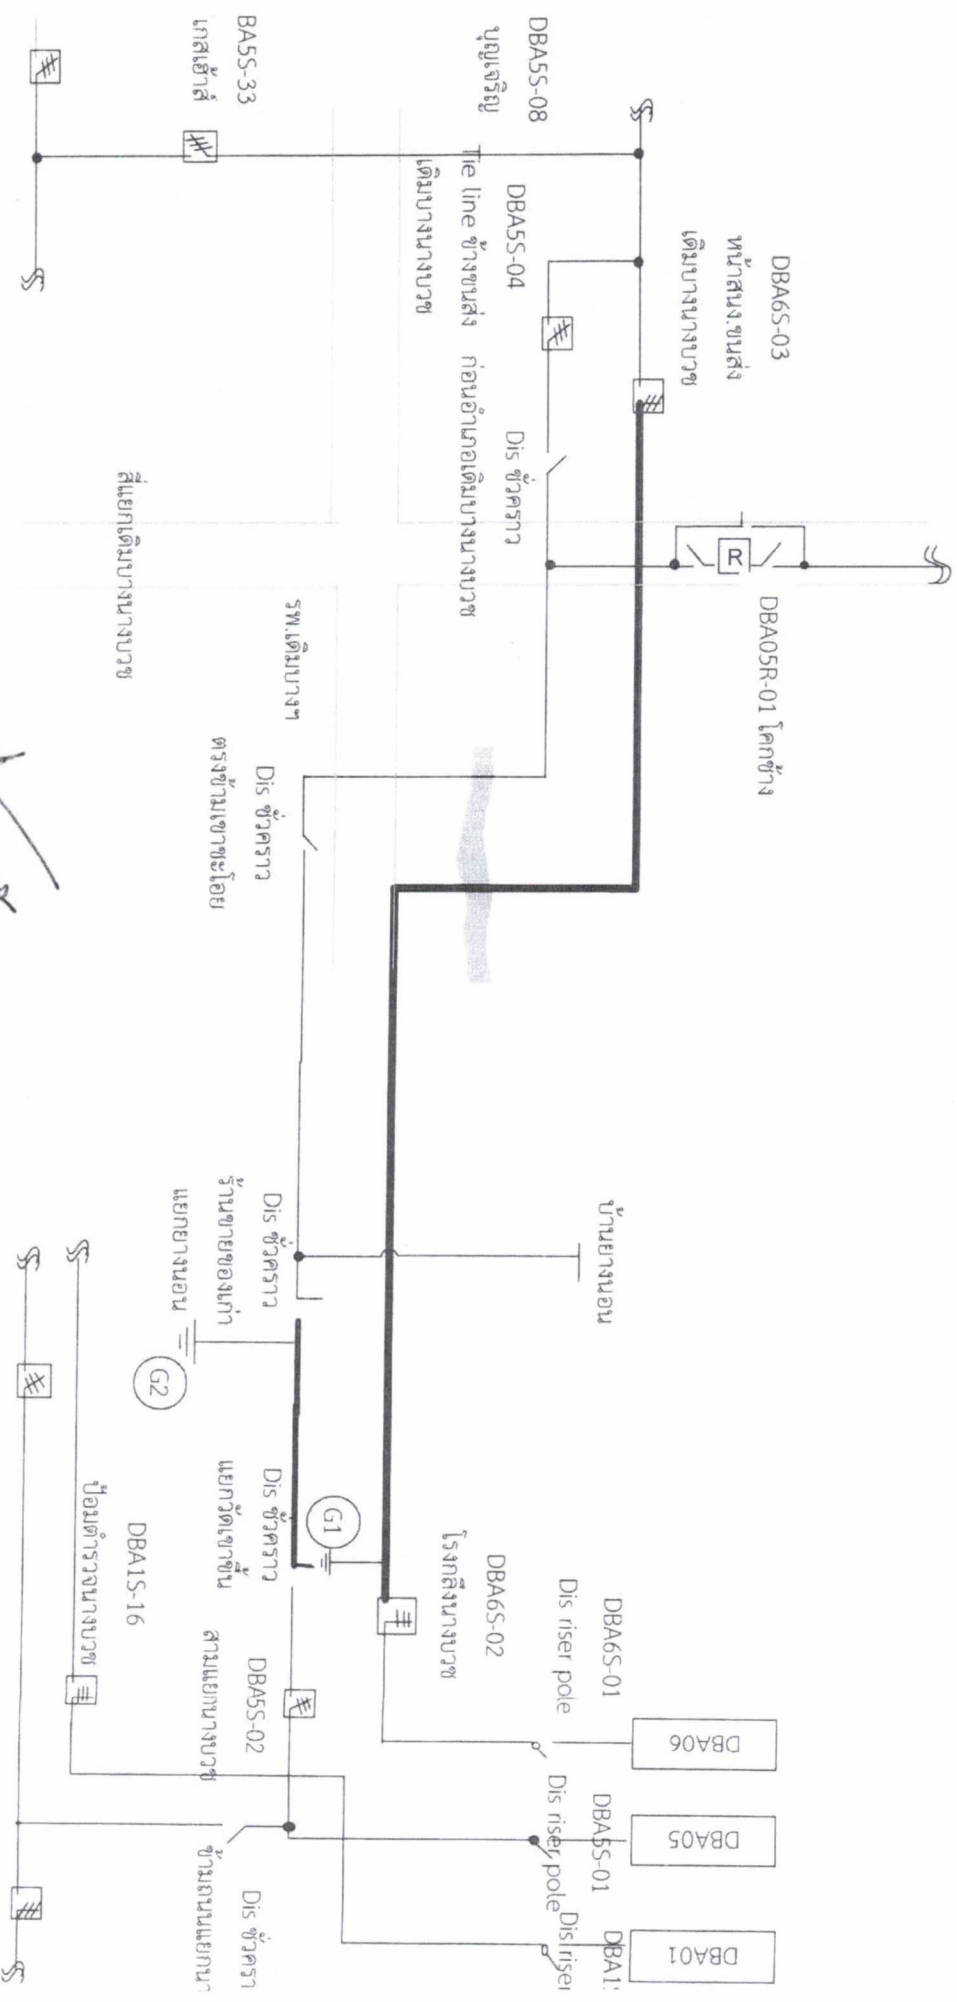 DBA5S-08
บุญเจริญ
BA5S-33
เกสเฮ้าส์
DBA6S-03
หน้าสนง.ขนส่ง
เดิมบางนางบวช
DBA5S-04
Tie line ข้างขนส่ง ก่อนอำเภอเดิมบางนางบวช
เดิมบางนางบวช
Dis ชั่วคราว
R
DBA05R-01 โคกช้าง
สี่แยกเดิมบางนางบวช
รพ.เดิมบางฯ
Dis ชั่วคราว
ตรงข้ามเขาชะโอย
บ้านยางนอน
Dis ชั่วคราว
ร้านขายของเก่า
แยกยางนอน
G2
Dis ชั่วคราว
แยกวัดเขาขึ้น
G1
DBA6S-02
โรงกลึงนางบวช
DBA1S-16
ป้อมตำรวจนางบวช
DBA5S-02
สามแยกนางบวช
DBA6S-01
Dis riser pole
DBA5S-01
Dis riser pole
DBA1
Dis riser
Dis ชั่วครา
ข้ามถนนแยกนา
DBA06
DBA05
DBA01